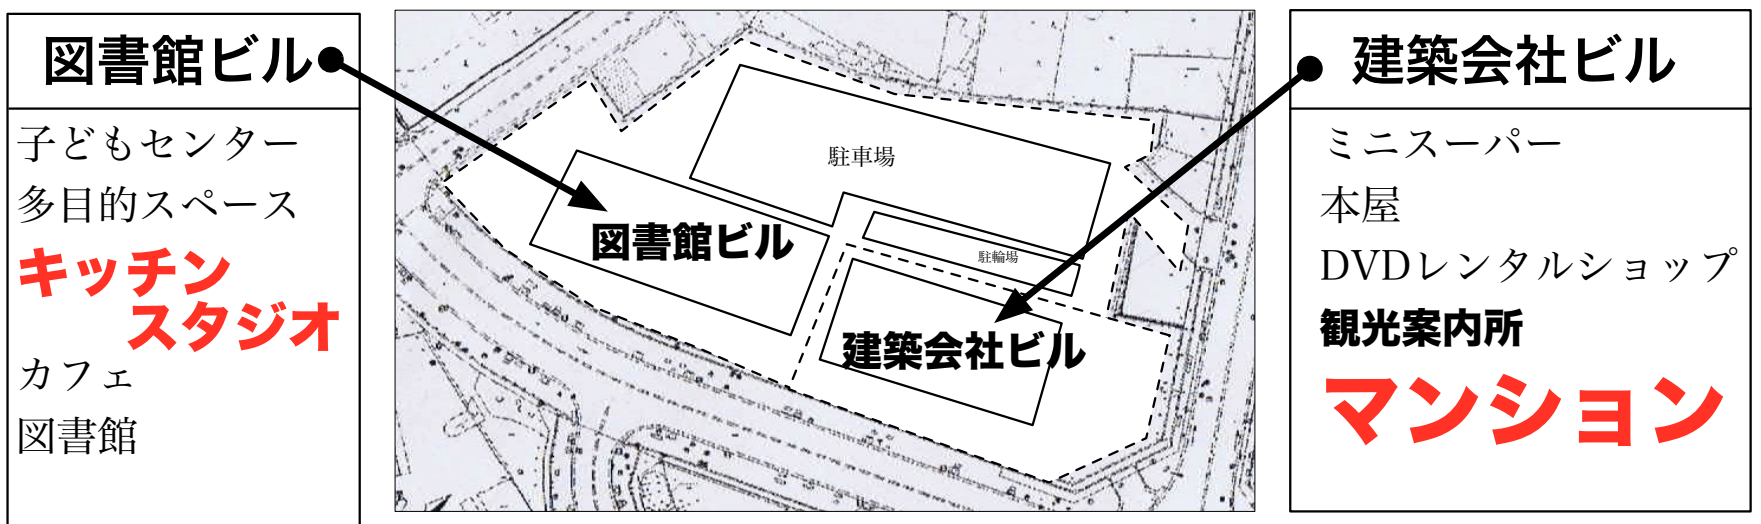 図書館ビル
子どもセンター
多目的スペース
キッチン
スタジオ
カフェ
図書館
駐車場
図書館ビル
駐輪場
建築会社ビル
建築会社ビル
ミニスーパー
本屋
DVDレンタルショップ
観光案内所
マンション